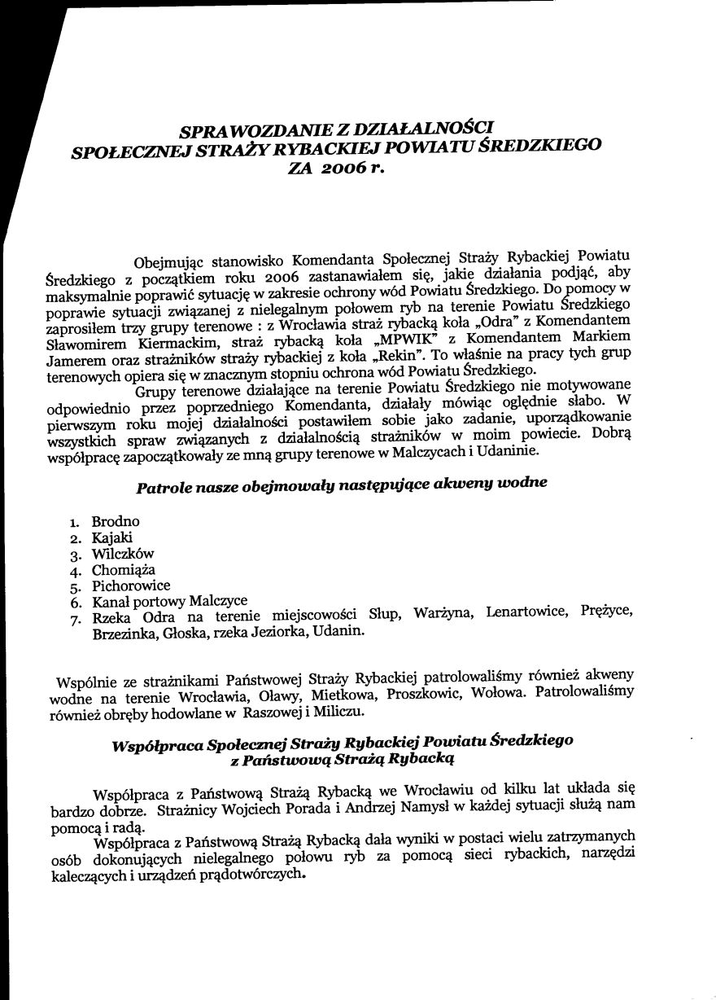 SPRAWOZDANIE Z DZIAŁALNOŚCI
SPOŁECZNEJ STRAŻY RYBACKIEJ POWIATU ŚREDZKIEGO
ZA 2006 r.
Obejmując stanowisko Komendanta Społecznej Straży Rybackiej Powiatu
Średzkiego z początkiem roku 2006 zastanawiałem się, jakie działania podjąć, aby
maksymalnie poprawić sytuację w zakresie ochrony wód Powiatu Średzkiego. Do pomocy w
poprawie sytuacji związanej z nielegalnym połowem ryb na terenie Powiatu Średzkiego
zaprosiłem trzy grupy terenowe : z Wrocławia straż rybacką koła „Odra” z Komendantem
Sławomirem Kiermackim, straż rybacką koła „MPWIK” z Komendantem Markiem
Jamerem oraz strażników straży rybackiej z koła „Rekin”. To właśnie na pracy tych grup
terenowych opiera się w znacznym stopniu ochrona wód Powiatu Średzkiego.
Grupy terenowe działające na terenie Powiatu Średzkiego nie motywowane
odpowiednio przez poprzedniego Komendanta, działały mówiąc oględnie słabo. W
pierwszym roku mojej działalności postawiłem sobie jako zadanie, uporządkowanie
wszystkich spraw związanych z działalnością strażników w moim powiecie. Dobrą
współpracę zapoczątkowały ze mną grupy terenowe w Malczycach i Udaninie.
Patrole nasze obejmowały następujące akweny wodne
1. Brodno
2. Kajaki
3. Wilczków
4. Chomiąża
5. Pichorowice
6. Kanał portowy Malczyce
7. Rzeka Odra na terenie miejscowości Słup, Warżyna, Lenartowice, Prężyce,
Brzezinka, Głoska, rzeka Jeziorka, Udanin.
Wspólnie ze strażnikami Państwowej Straży Rybackiej patrolowaliśmy również akweny
wodne na terenie Wrocławia, Oławy, Mietkowa, Proszkowic, Wołowa. Patrolowaliśmy
również obręby hodowlane w Raszowej i Miliczu.
Współpraca Społecznej Straży Rybackiej Powiatu Średzkiego
z Państwową Strażą Rybacką
Współpraca z Państwową Strażą Rybacką we Wrocławiu od kilku lat układa się
bardzo dobrze. Strażnicy Wojciech Porada i Andrzej Namysł w każdej sytuacji służą nam
pomocą i radą.
Współpraca z Państwową Strażą Rybacką dała wyniki w postaci wielu zatrzymanych
osób dokonujących nielegalnego połowu ryb za pomocą sieci rybackich, narzędzi
kaleczących i urządzeń prądotwórczych.